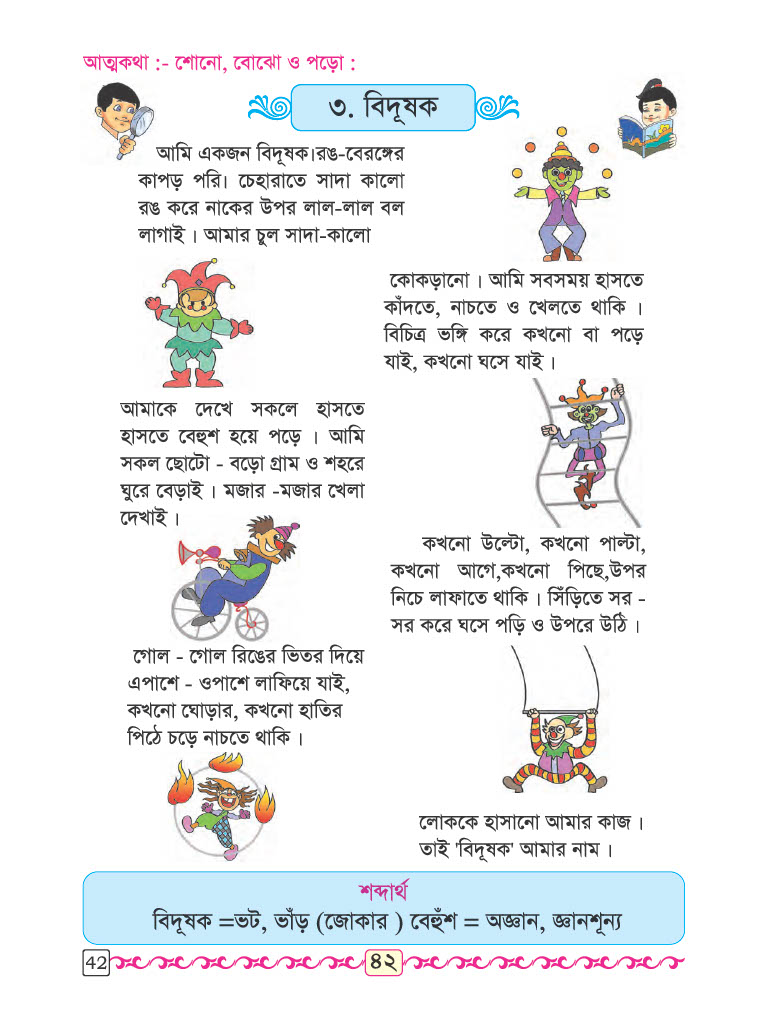 আত্মকথা :- শোনো, বোঝো ও পড়ো :
৩. বিদূষক
আমি একজন বিদূষক।রঙ-বেরঙ্গের
কাপড় পরি। চেহারাতে সাদা কালো
রঙ করে নাকের উপর লাল-লাল বল
লাগাই । আমার চুল সাদা-কালো
কোকড়ানো । আমি সবসময় হাসতে
কাঁদতে, নাচতে ও খেলতে থাকি ।
বিচিত্র ভঙ্গি করে কখনো বা পড়ে
যাই, কখনো ঘসে যাই ।
আমাকে দেখে সকলে হাসতে
হাসতে বেহুশ হয়ে পড়ে । আমি
সকল ছোটো - বড়ো গ্রাম ও শহরে
ঘুরে বেড়াই । মজার -মজার খেলা
দেখাই ।
কখনো উল্টো, কখনো পাল্টা,
কখনো আগে,কখনো পিছে,উপর
নিচে লাফাতে থাকি । সিঁড়িতে সর -
সর করে ঘসে পড়ি ও উপরে উঠি ।
গোল - গোল রিঙের ভিতর দিয়ে
এপাশে - ওপাশে লাফিয়ে যাই,
কখনো ঘোড়ার, কখনো হাতির
পিঠে চড়ে নাচতে থাকি ।
লোককে হাসানো আমার কাজ ।
তাই 'বিদূষক' আমার নাম ।
শব্দার্থ
বিদূষক =ভট, ভাঁড় (জোকার ) বেহুঁশ = অজ্ঞান, জ্ঞানশূন্য
42
৪২